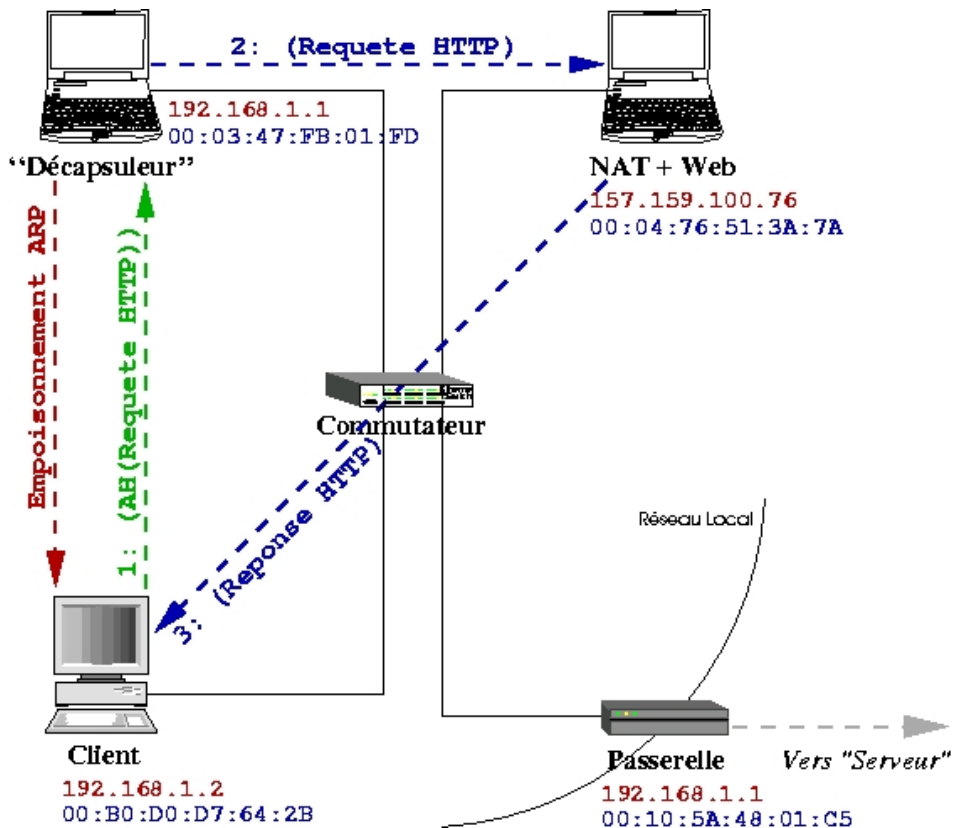 2: (Requete HTTP)
192.168.1.1
00:03:47:FB:01:FD
“Décapsuleur”
NAT + Web
157.159.100.76
00:04:76:51:3A:7A
Empoisonnement ARP
1: (AH(Requete HTTP))
Commutateur
3: (Reponse HTTP)
Réseau Local
Client
192.168.1.2
00:B0:D0:D7:64:2B
Passerelle
Vers "Serveur"
192.168.1.1
00:10:5A:48:01:C5